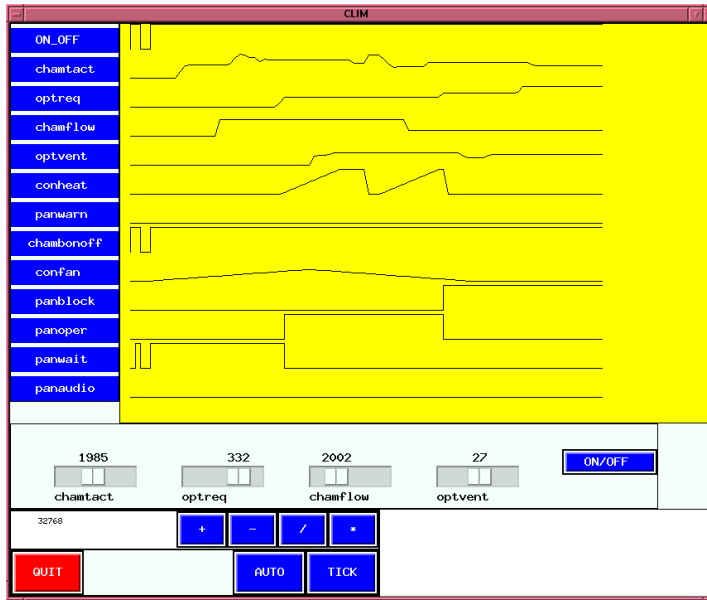 CLIM
ON_OFF
chamtact
optreq
chamflow
optvent
conheat
panwarn
chambonoff
confan
panblock
panoper
panwait
panaudio
1985 332 2002 27 ON/OFF
chamtact optreq chamflow optvent
32768 + - / *
QUIT AUTO TICK